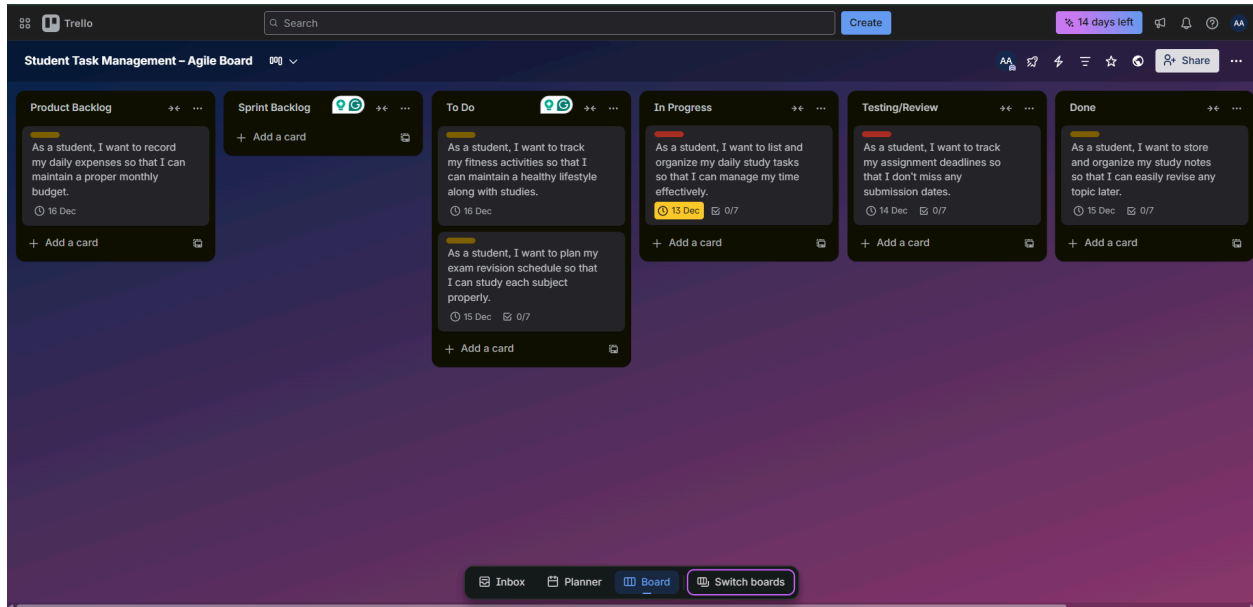 Trello
Search
Create
14 days left
AA
Student Task Management – Agile Board
AA
Share
Product Backlog
As a student, I want to record
my daily expenses so that I can
maintain a proper monthly
budget.
16 Dec
+ Add a card
Sprint Backlog
+ Add a card
To Do
As a student, I want to track
my fitness activities so that I
can maintain a healthy lifestyle
along with studies.
16 Dec
As a student, I want to plan my
exam revision schedule so that
I can study each subject
properly.
15 Dec 0/7
+ Add a card
In Progress
As a student, I want to list and
organize my daily study tasks
so that I can manage my time
effectively.
13 Dec 0/7
+ Add a card
Testing/Review
As a student, I want to track
my assignment deadlines so
that I don't miss any
submission dates.
14 Dec 0/7
+ Add a card
Done
As a student, I want to store
and organize my study notes
so that I can easily revise any
topic later.
15 Dec 0/7
+ Add a card
Inbox
Planner
Board
Switch boards